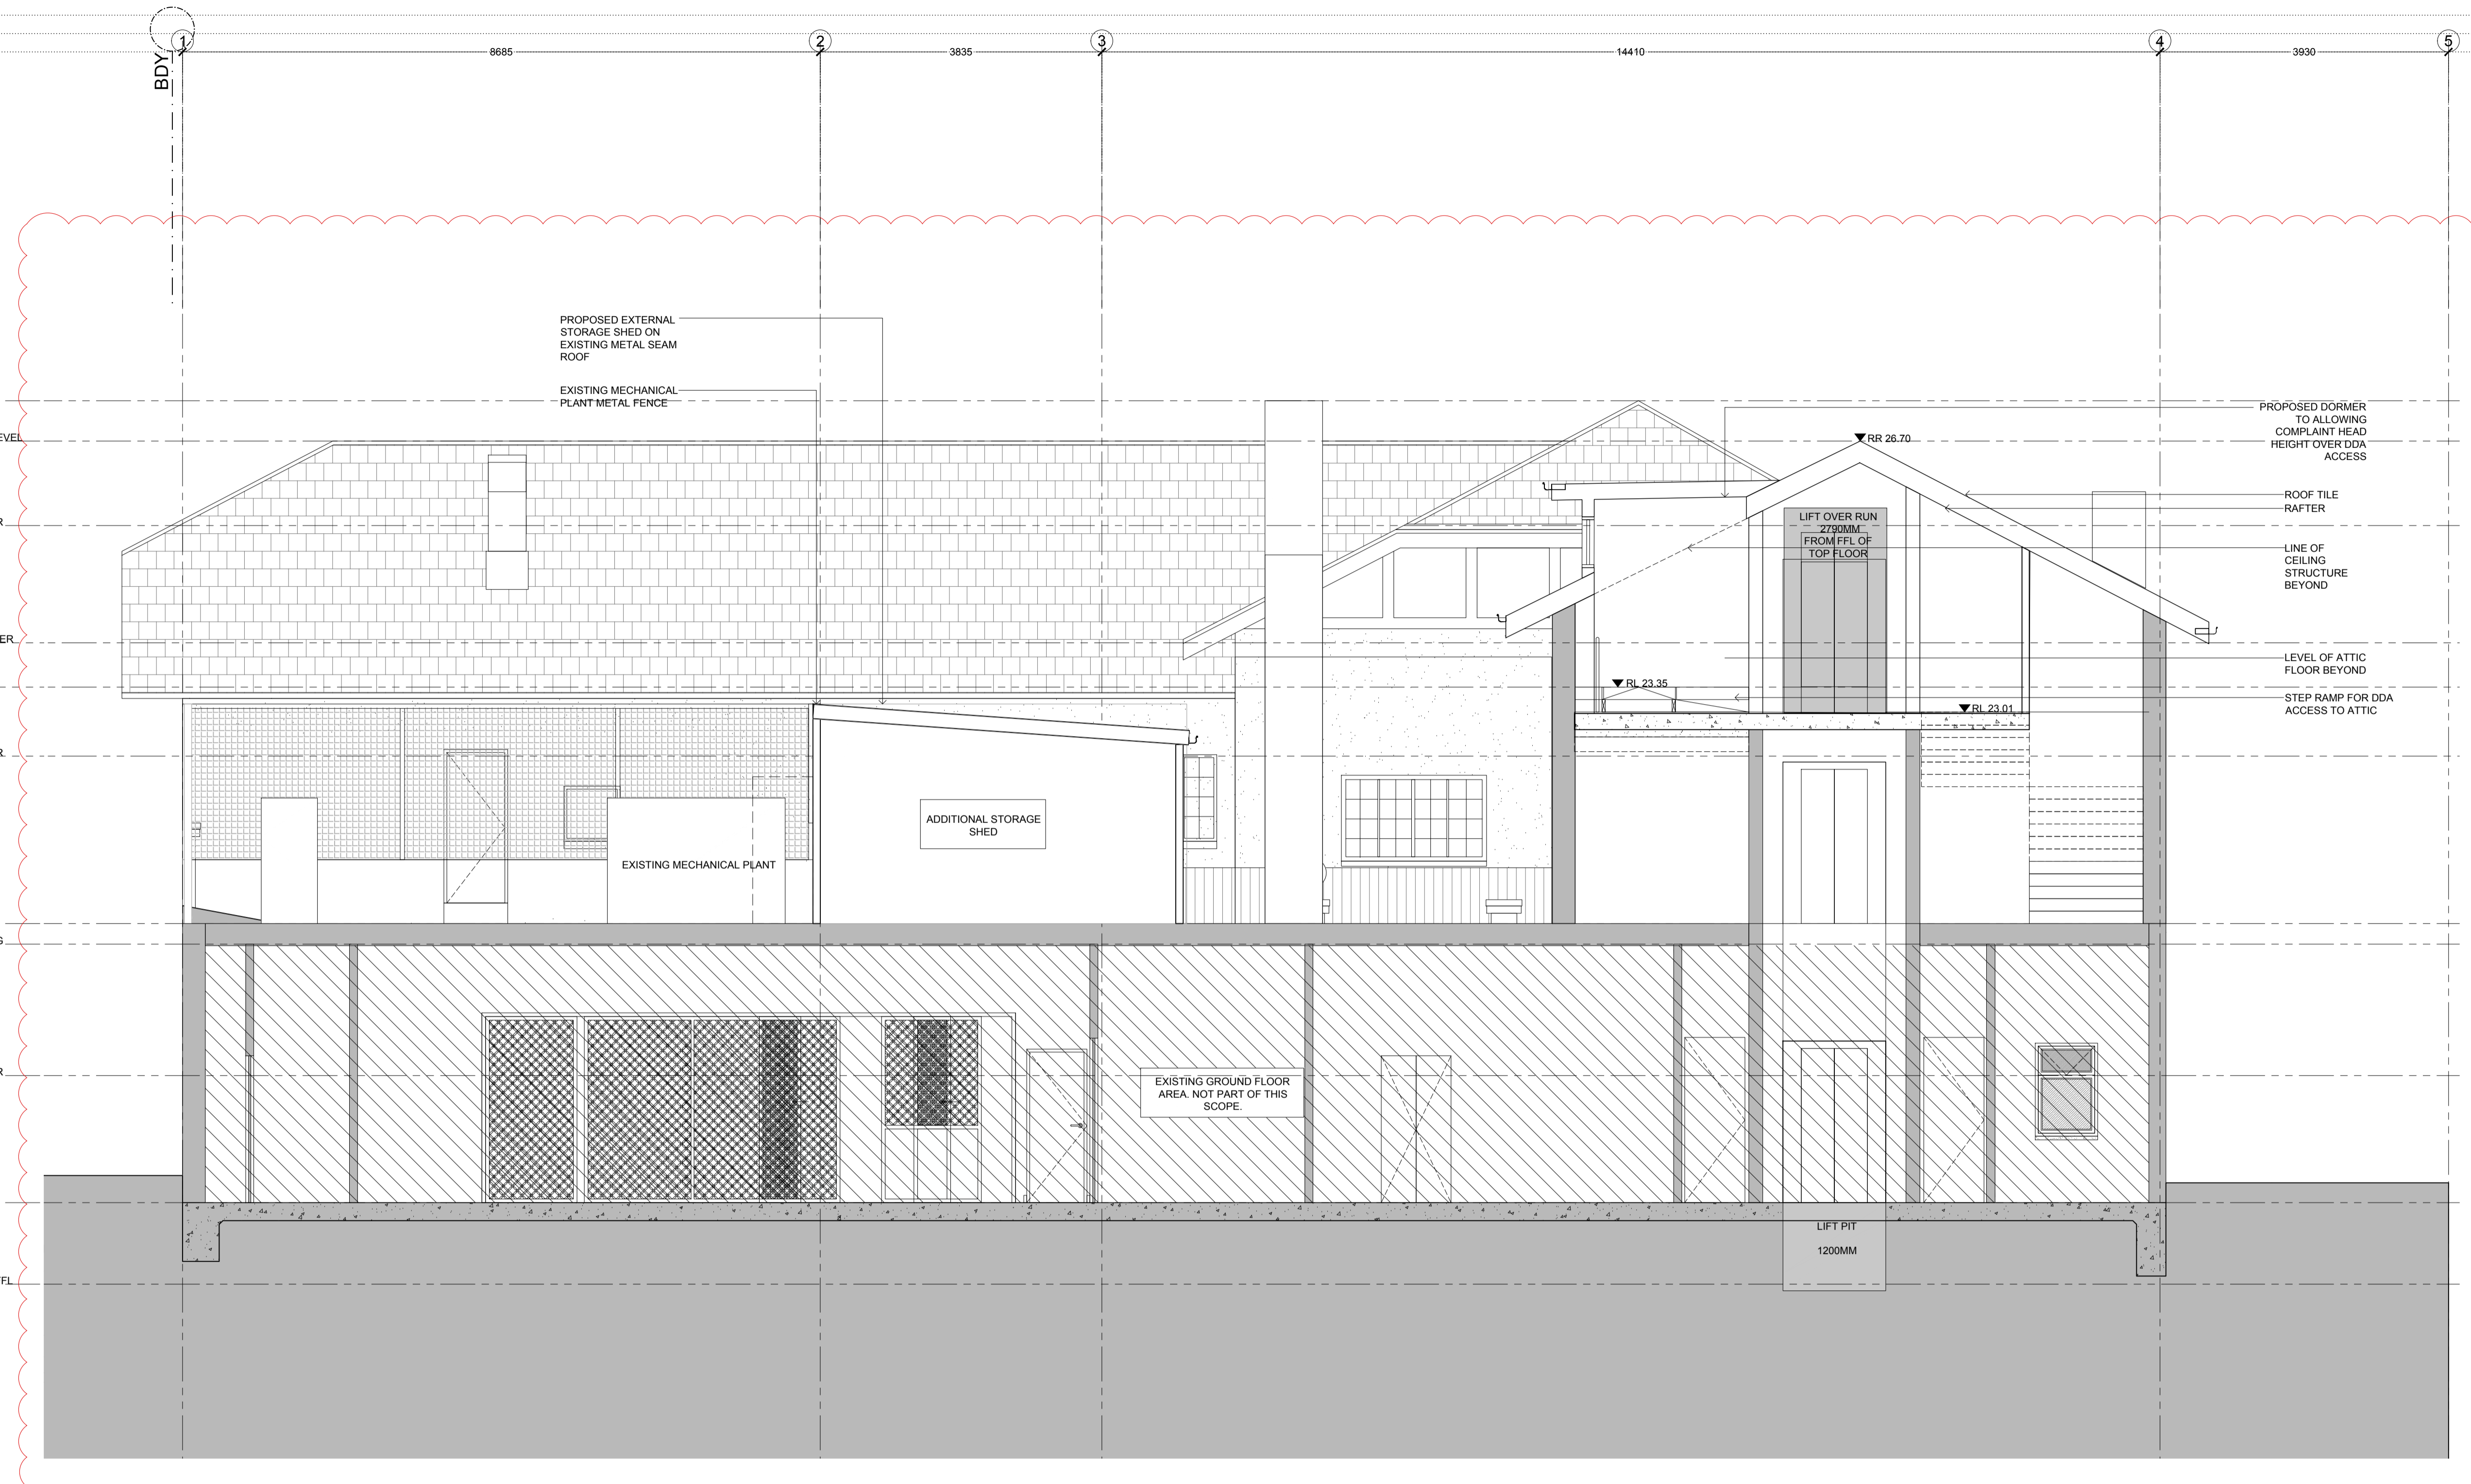 1
8685
2
3835
3
14410
4
3930
5
BDY
PROPOSED EXTERNAL
STORAGE SHED ON
EXISTING METAL SEAM
ROOF
EXISTING MECHANICAL
PLANT METAL FENCE
PROPOSED DORMER
TO ALLOWING
COMPLAINT HEAD
HEIGHT OVER DDA
ACCESS
EVEL
RR 26.70
ROOF TILE
RAFTER
R
LIFT OVER RUN
2790MM
FROM FFL OF
TOP FLOOR
LINE OF
CEILING
STRUCTURE
BEYOND
ER
LEVEL OF ATTIC
FLOOR BEYOND
RL 23.35
STEP RAMP FOR DDA
ACCESS TO ATTIC
RL 23.01
R
ADDITIONAL STORAGE
SHED
EXISTING MECHANICAL PLANT
G
R
EXISTING GROUND FLOOR
AREA. NOT PART OF THIS
SCOPE.
LIFT PIT
1200MM
FFL